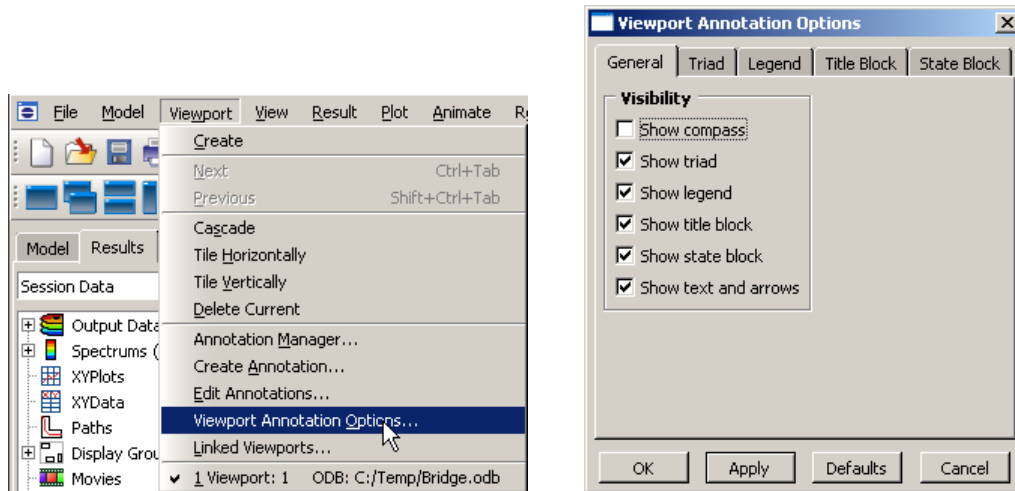 File Model Viewport View Result Plot Animate
Create
Next Ctrl+Tab
Previous Shift+Ctrl+Tab
Cascade
Tile Horizontally
Tile Vertically
Delete Current
Annotation Manager...
Create Annotation...
Edit Annotations...
Viewport Annotation Options...
Linked Viewports...
1 Viewport: 1 ODB: C:/Temp/Bridge.odb
Model Results
Session Data
Output Data
Spectrums (
XYPlots
XYData
Paths
Display Grou
Movies
Viewport Annotation Options
General Triad Legend Title Block State Block
Visibility
Show compass
Show triad
Show legend
Show title block
Show state block
Show text and arrows
OK Apply Defaults Cancel